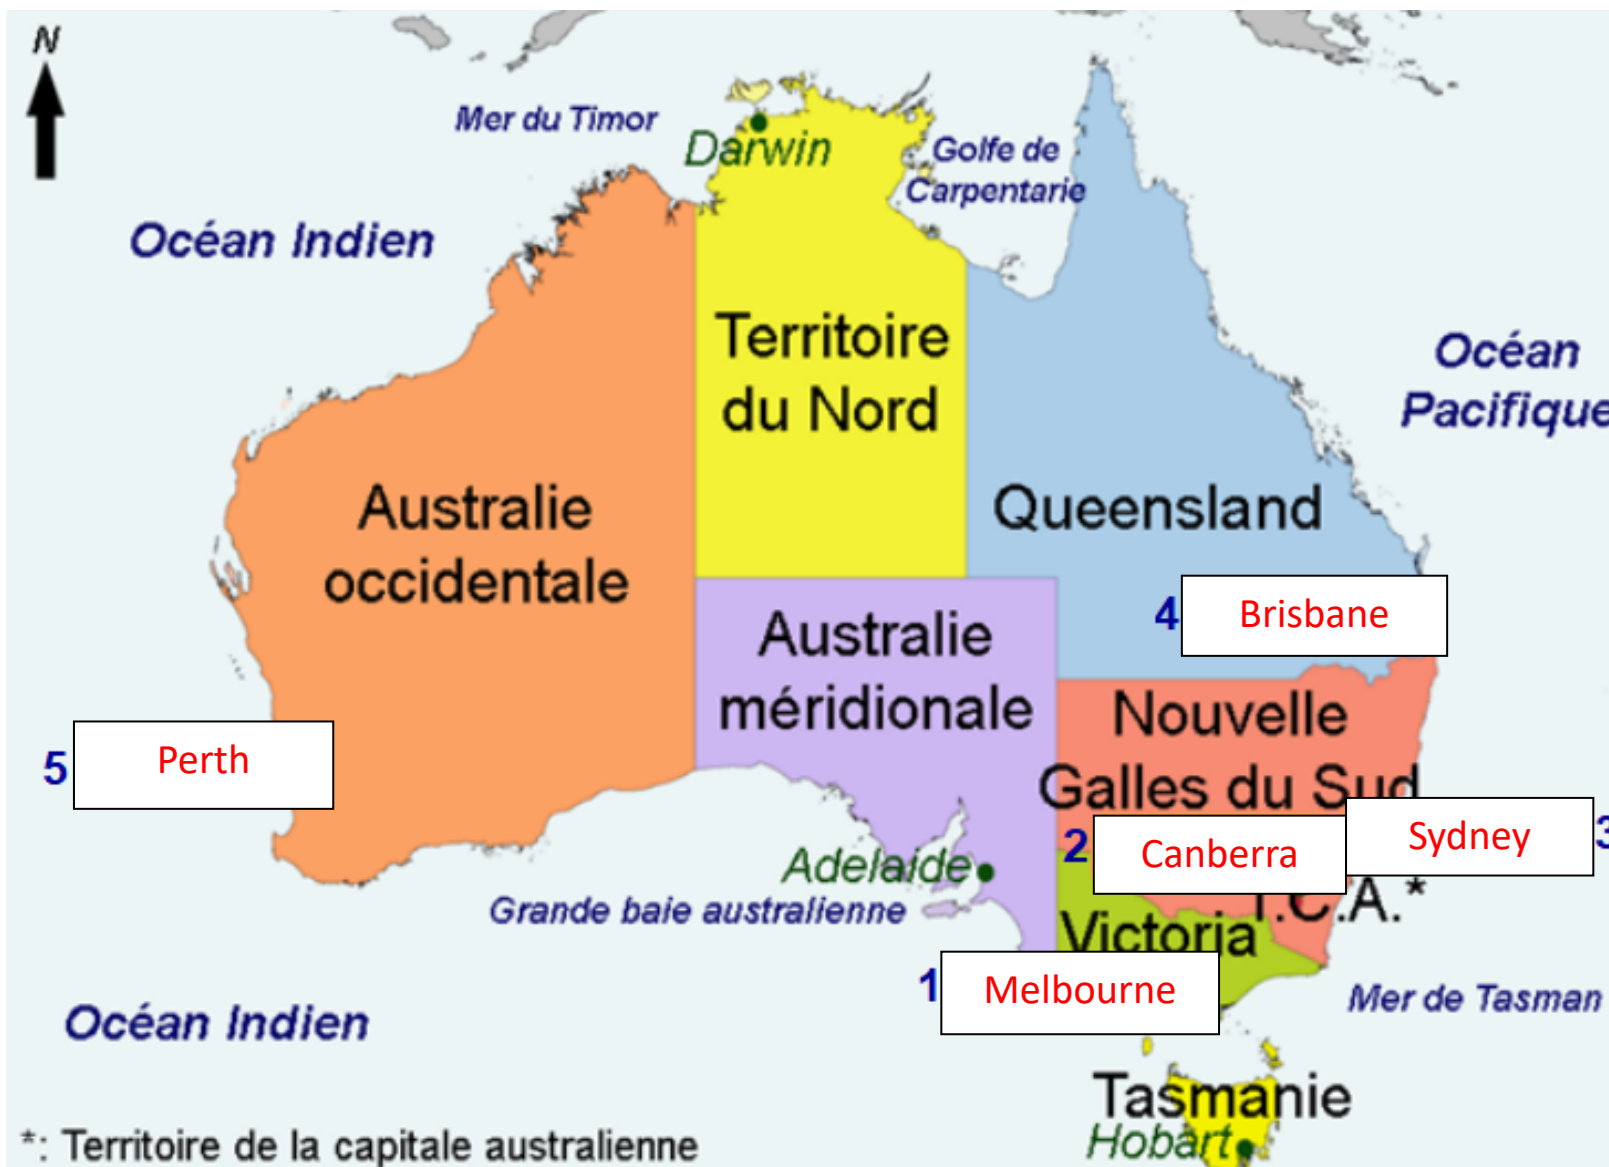 N
Mer du Timor
Darwin
Golfe de
Carpentarie
Océan Indien
Territoire
du Nord
Océan
Pacifique
Australie
occidentale
Queensland
4 Brisbane
Australie
méridionale
Nouvelle
Galles du Sud
5 Perth
2 Canberra
Sydney 3
Adelaide
T.C.A.*
Grande baie australienne
Victoria
1 Melbourne
Mer de Tasman
Océan Indien
Tasmanie
Hobart
*: Territoire de la capitale australienne